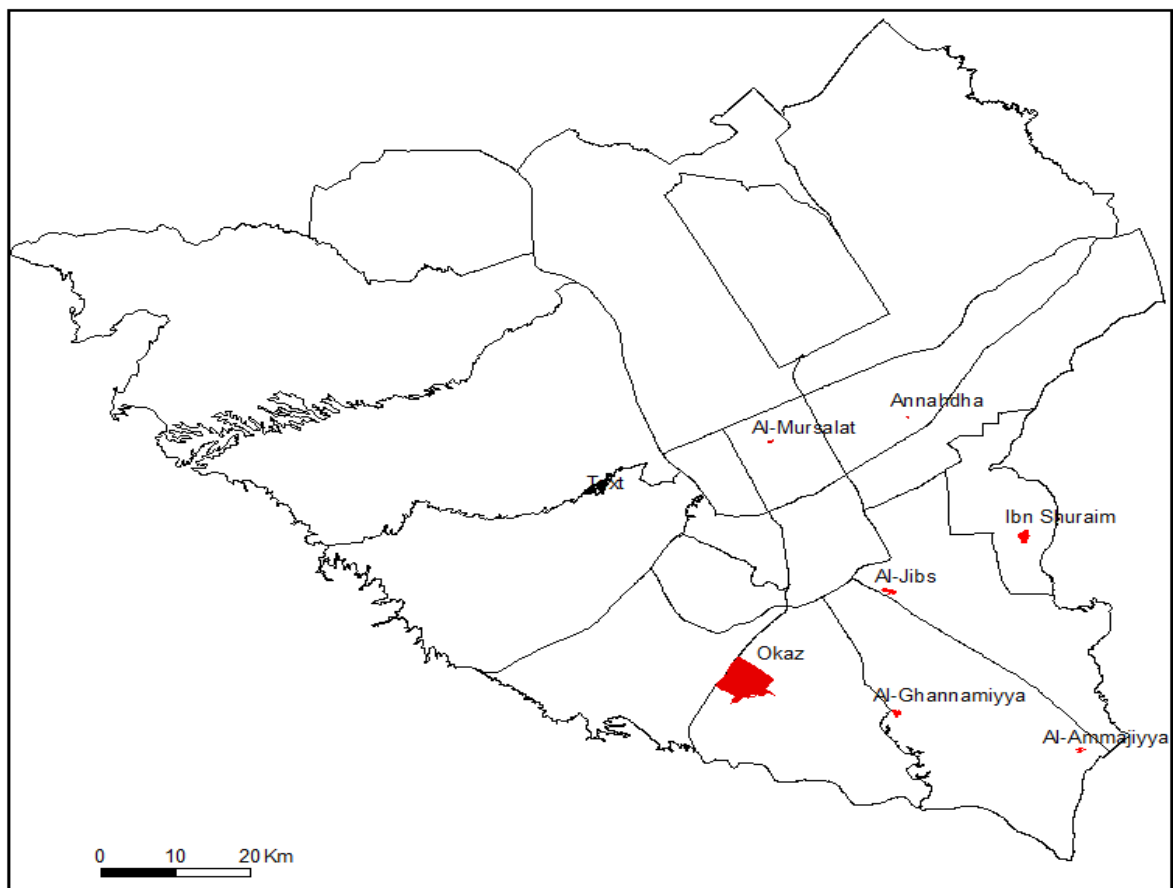 Annahdha
Al-Mursalat
Text
Ibn Shuraim
Al-Jibs
Okaz
Al-Ghannamiyya
Al-Ammajiyya
0 10 20 Km